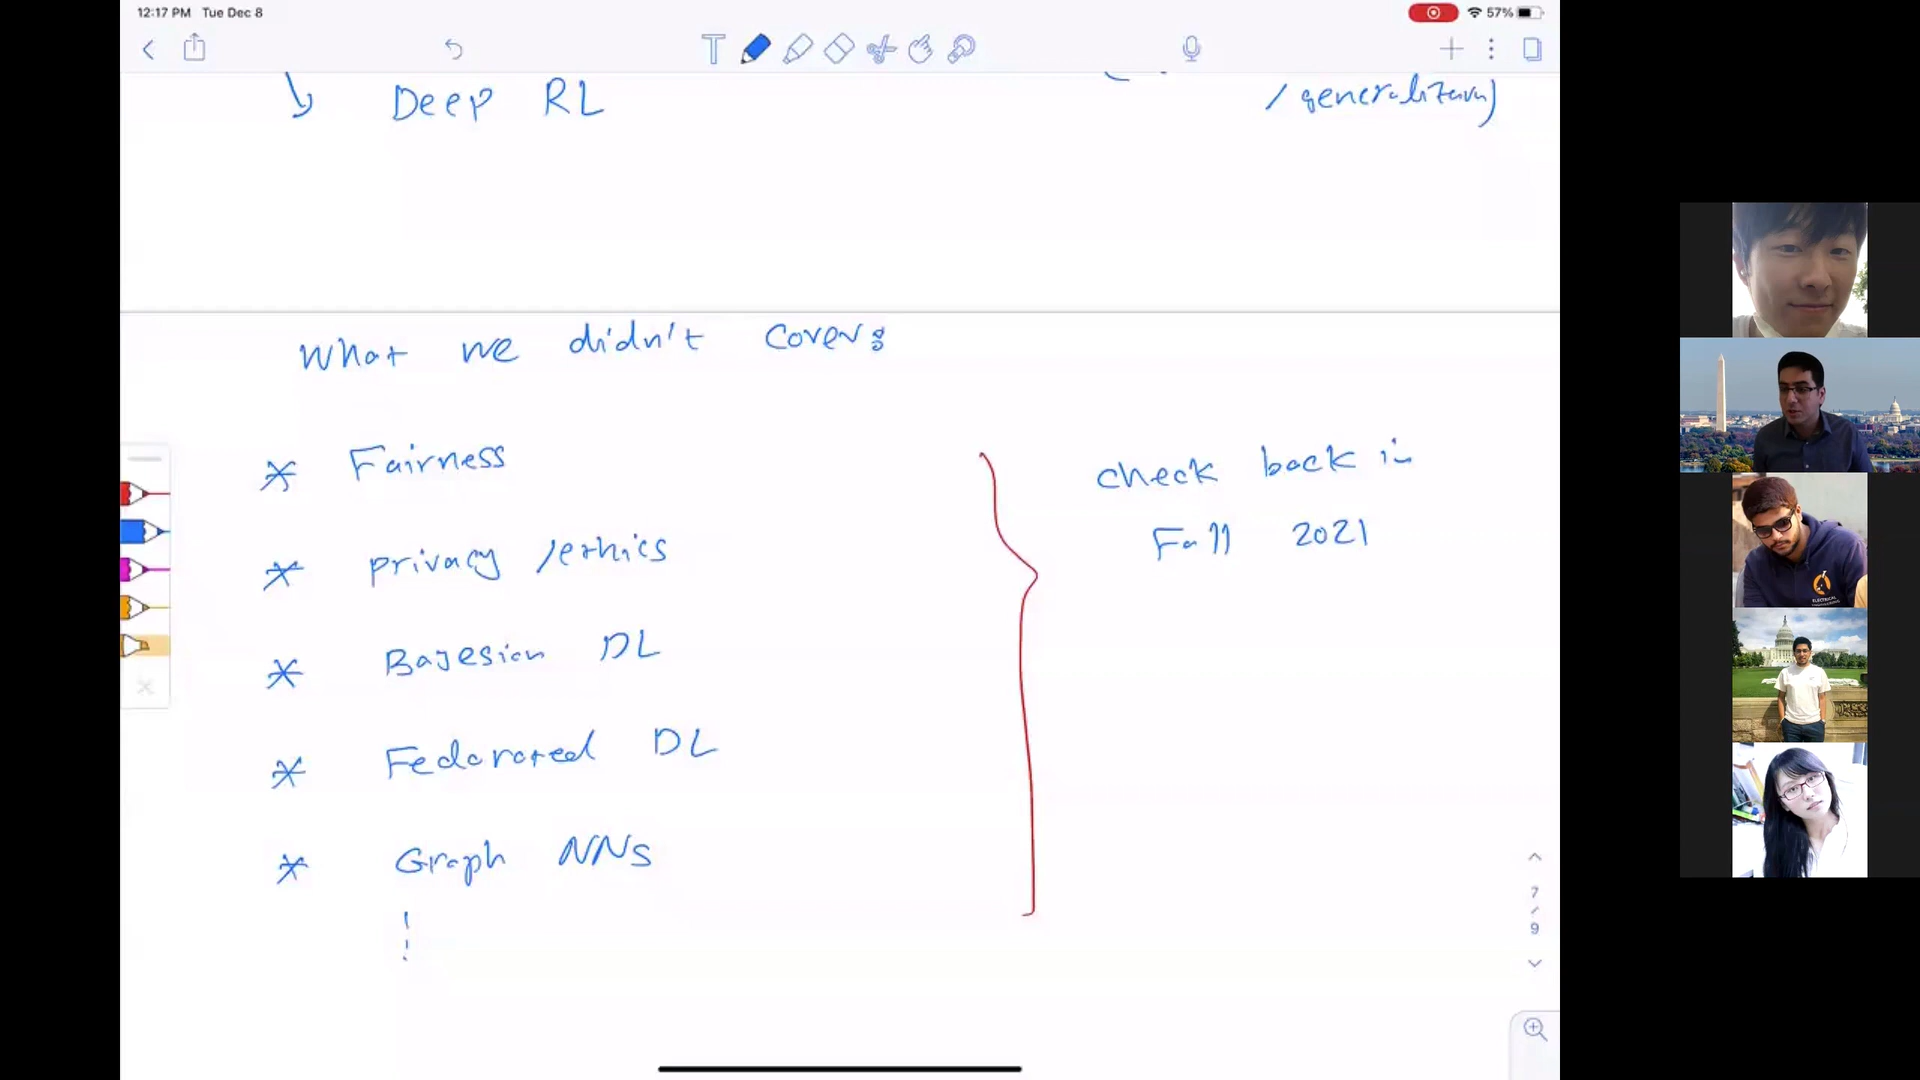 12:17 PM Tue Dec 8
57%
Deep RL
/generalization)
What we didn't cover:
* Fairness
check back in
Fall 2021
* privacy /ethics
* Bayesian DL
* Federated DL
* Graph NNs
7
/
9
ELECTRICAL